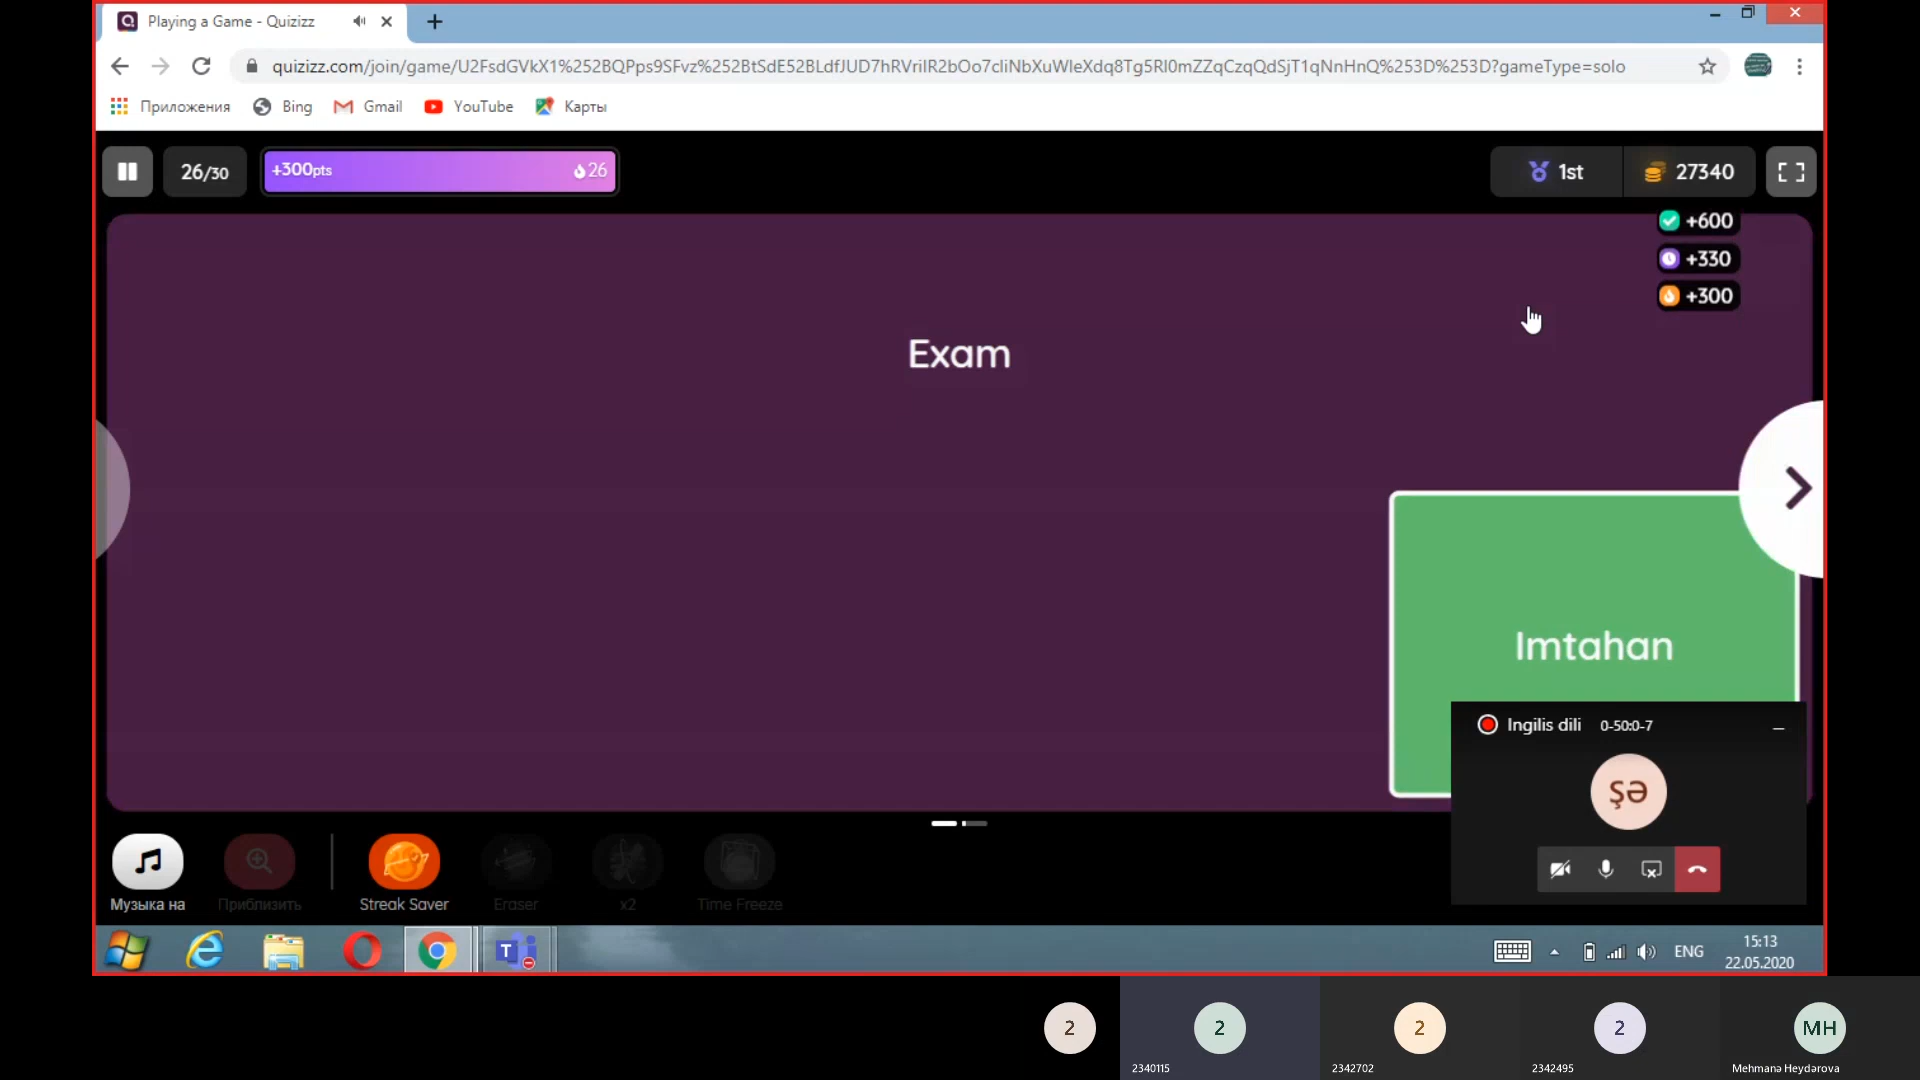 Playing a Game - Quizizz
quizizz.com/join/game/U2FsdGVkX1%252BQPps9SFvz%252BtSdE52BLdfJUD7hRVriIR2bOo7cIiNbXuWIeXdq8Tg5RI0mZZqCzqQdSjT1qNnHnQ%253D%253D?gameType=solo
Приложения Bing Gmail YouTube Карты
26/30 +300pts 26 1st 27340
+600
+330
+300
Exam
Imtahan
Ingilis dili 0-50:0-7
ŞƏ
Музыка на Приблизить Streak Saver Eraser x2 Time Freeze
ENG 15:13
22.05.2020
2 2 2 2 MH
2340115 2342702 2342495 Mehmanə Heydərova